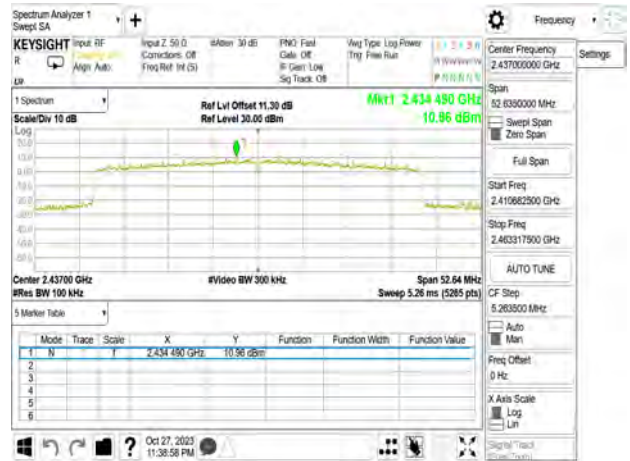 Spectrum Analyzer 1
Swept SA
+
Frequency
KEYSIGHT
Input: RF
Input Z: 50 Ω
#Atten: 30 dB
PNO: Fast
Avg Type: Log-Power
R
Corrections: Off
Gate: Off
Trig: Free Run
Align: Auto
Freq Ref: Int (S)
IF Gain: Low
Sig Track: Off
Settings
Center Frequency
2.437000000 GHz
Span
52.6350000 MHz
Swept Span
Zero Span
Full Span
Start Freq
2.410682500 GHz
Stop Freq
2.463317500 GHz
AUTO TUNE
CF Step
5.263500 MHz
Auto
Man
Freq Offset
0 Hz
X Axis Scale
Log
Lin
Signal Track
1 Spectrum
Ref Lvl Offset 11.30 dB
Mkr1 2.434 490 GHz
Scale/Div 10 dB
Ref Level 30.00 dBm
10.96 dBm
Log
Center 2.43700 GHz
#Video BW 300 kHz
Span 52.64 MHz
#Res BW 100 kHz
Sweep 5.26 ms (5265 pts)
5 Marker Table
Mode Trace Scale X Y Function Function Width Function Value
1 N f 2.434 490 GHz 10.96 dBm
2
3
4
5
6
?
Oct 27, 2023
11:38:58 PM